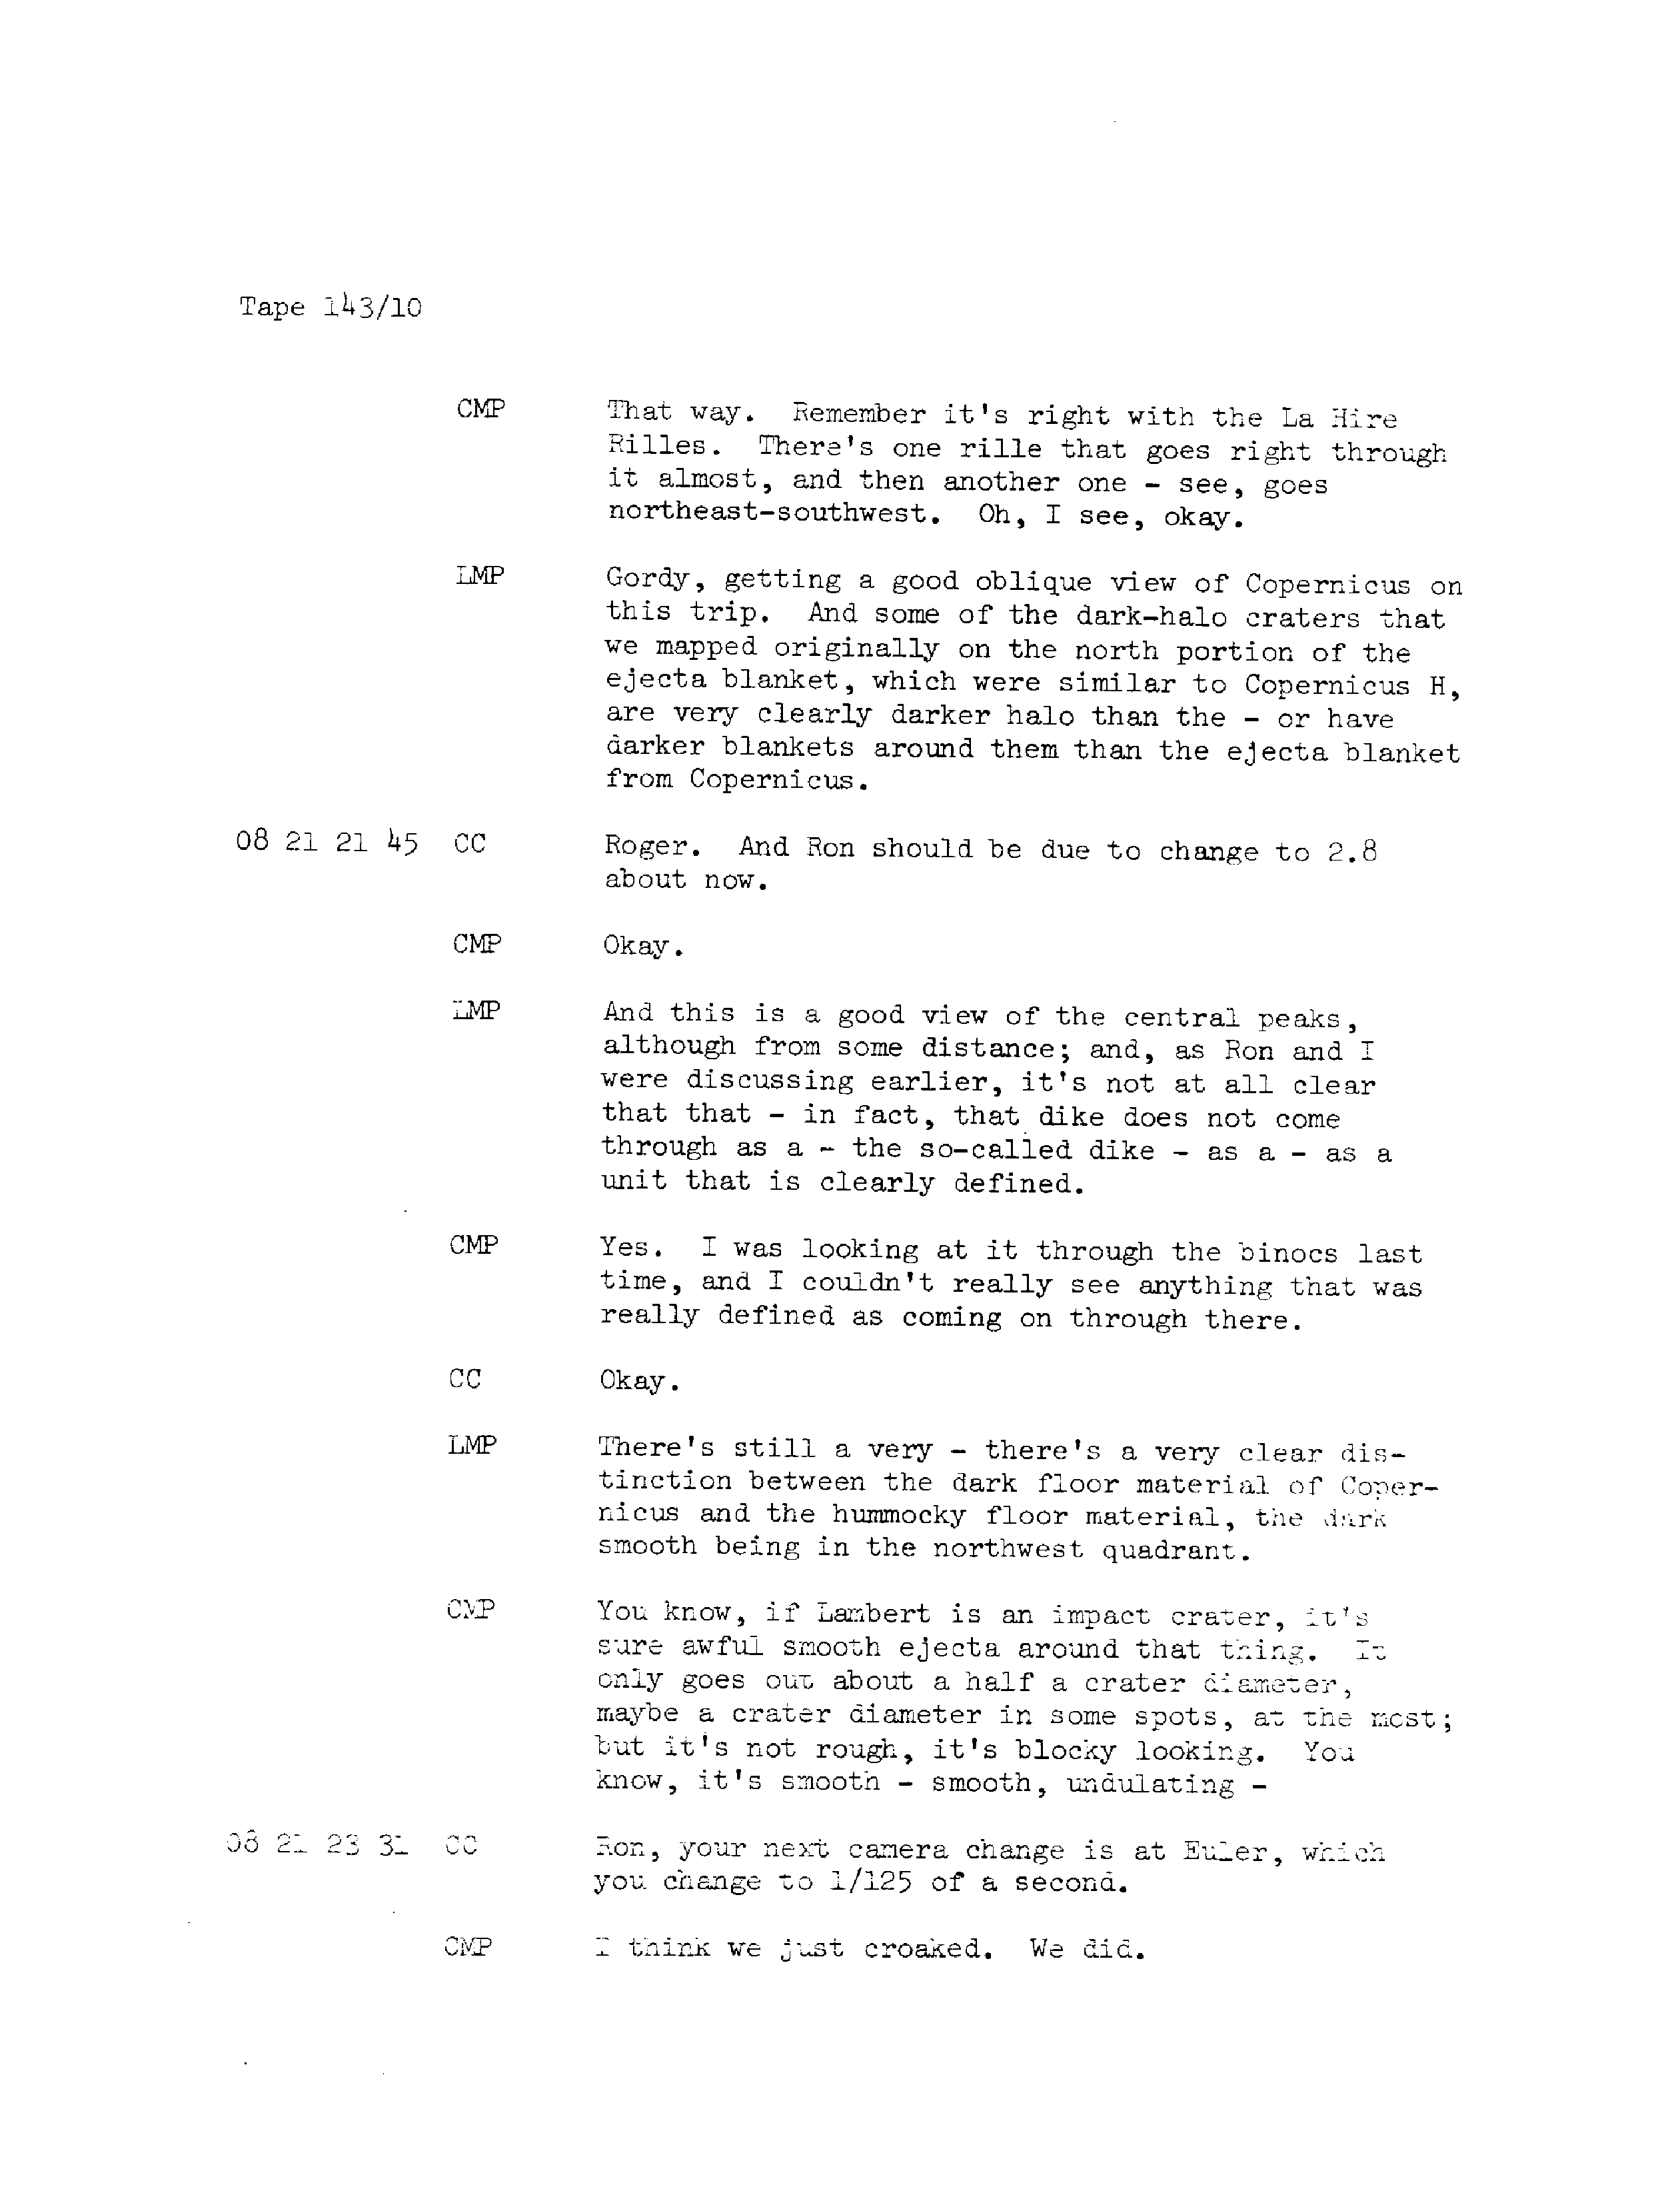 Tape 143/10
CMP That way. Remember it's right with the La Hire
Rilles. There's one rille that goes right through
it almost, and then another one - see, goes
northeast-southwest. Oh, I see, okay.
LMP Gordy, getting a good oblique view of Copernicus on
this trip. And some of the dark-halo craters that
we mapped originally on the north portion of the
ejecta blanket, which were similar to Copernicus H,
are very clearly darker halo than the - or have
darker blankets around them than the ejecta blanket
from Copernicus.
08 21 21 45 CC Roger. And Ron should be due to change to 2.8
about now.
CMP Okay.
LMP And this is a good view of the central peaks,
although from some distance; and, as Ron and I
were discussing earlier, it's not at all clear
that that - in fact, that dike does not come
through as a - the so-called dike - as a - as a
unit that is clearly defined.
CMP Yes. I was looking at it through the binocs last
time, and I couldn't really see anything that was
really defined as coming on through there.
CC Okay.
LMP There's still a very - there's a very clear dis-
tinction between the dark floor material of Coper-
nicus and the hummocky floor material, the dark
smooth being in the northwest quadrant.
CMP You know, if Lambert is an impact crater, it's
sure awful smooth ejecta around that thing. It
only goes out about a half a crater diameter,
maybe a crater diameter in some spots, at the most;
but it's not rough, it's blocky looking. You
know, it's smooth - smooth, undulating -
08 21 23 31 CC Ron, your next camera change is at Euler, which
you change to 1/125 of a second.
CMP I think we just croaked. We did.